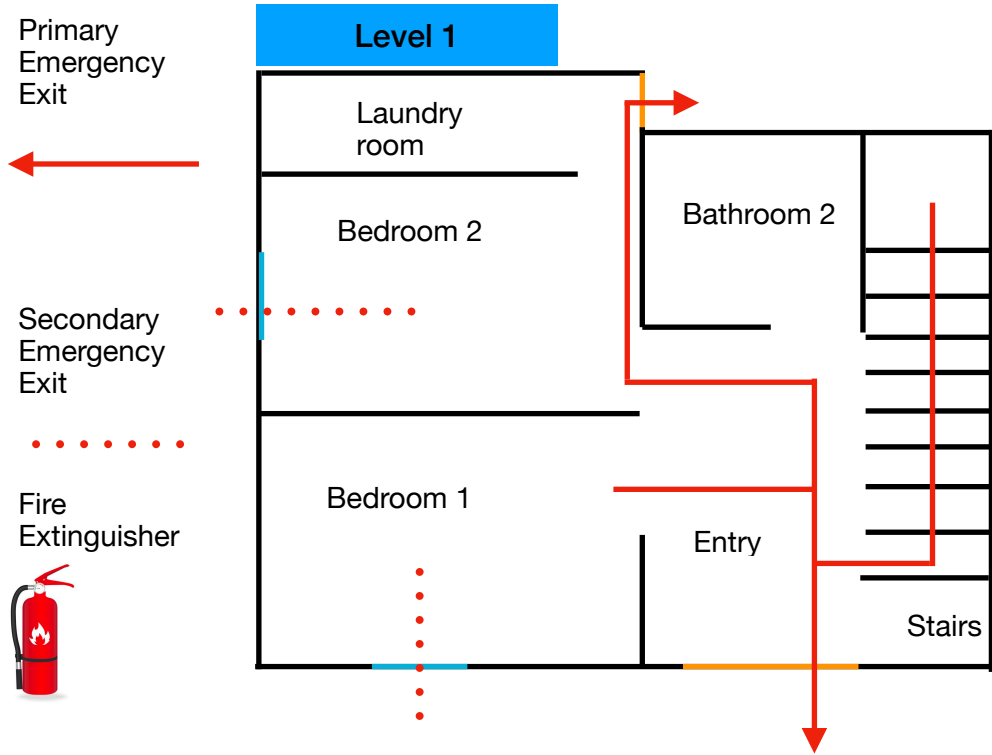 Primary
Emergency
Exit
Level 1
Laundry
room
Bedroom 2
Bathroom 2
Secondary
Emergency
Exit
Bedroom 1
Fire
Extinguisher
Entry
Stairs